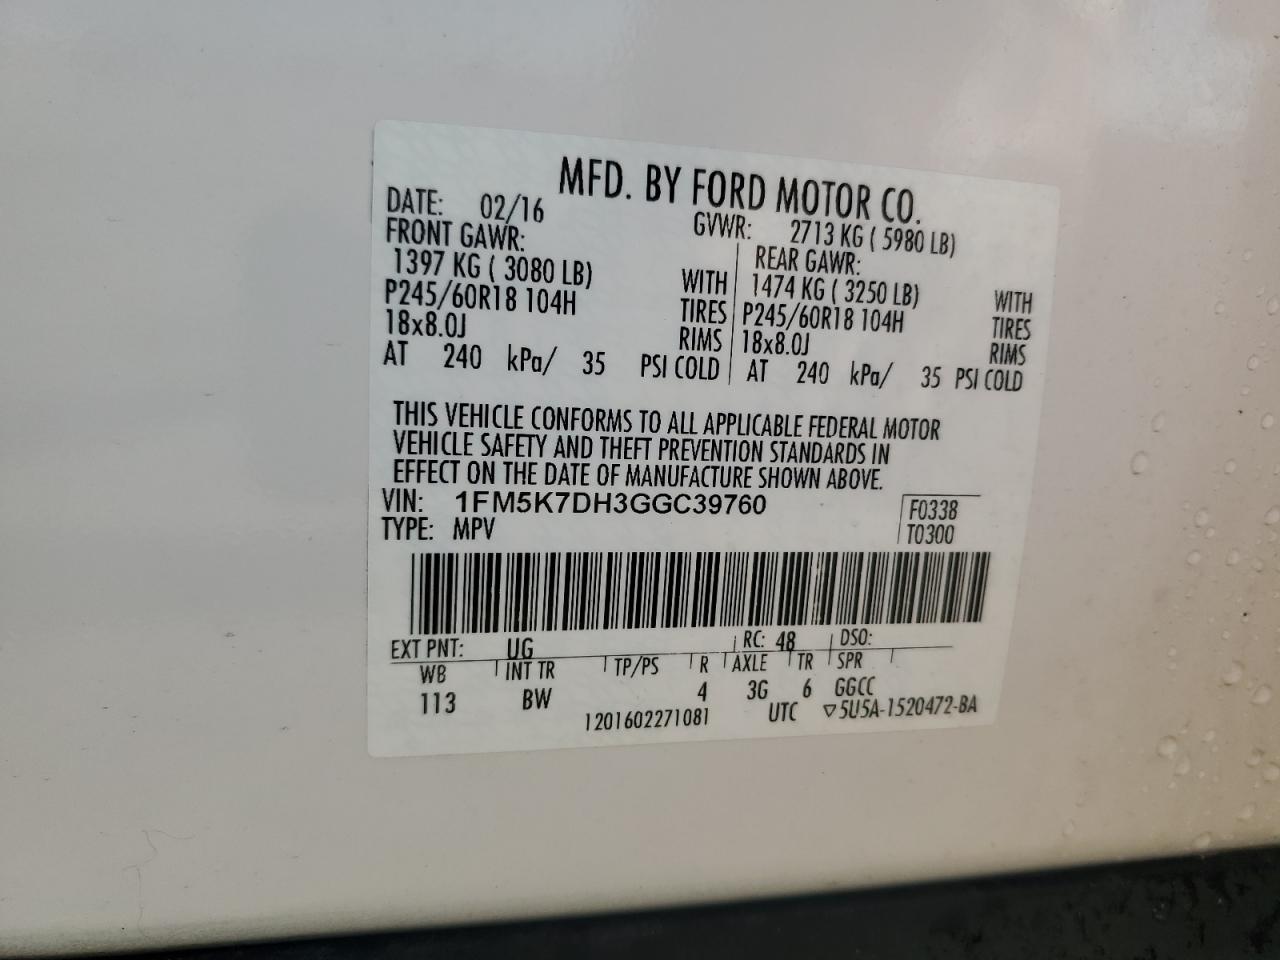 MFD. BY FORD MOTOR CO.
DATE: 02/16 GVWR: 2713 KG ( 5980 LB)
FRONT GAWR: REAR GAWR:
1397 KG ( 3080 LB) WITH 1474 KG ( 3250 LB) WITH
P245/60R18 104H TIRES P245/60R18 104H TIRES
18x8.0J RIMS 18x8.0J RIMS
AT 240 kPa/ 35 PSI COLD AT 240 kPa/ 35 PSI COLD
THIS VEHICLE CONFORMS TO ALL APPLICABLE FEDERAL MOTOR
VEHICLE SAFETY AND THEFT PREVENTION STANDARDS IN
EFFECT ON THE DATE OF MANUFACTURE SHOWN ABOVE.
VIN: 1FM5K7DH3GGC39760 F0338
TYPE: MPV T0300
EXT PNT: UG RC: 48 DSO:
WB INT TR TP/PS R AXLE TR SPR
113 BW 4 3G 6 GGCC
1201602271081 UTC ▽5U5A-1520472-BA